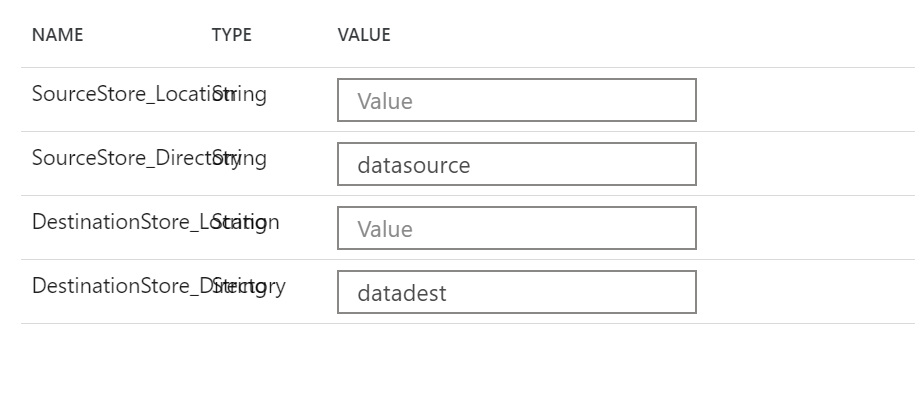 NAME TYPE VALUE
SourceStore_Location String Value
SourceStore_Directory String datasource
DestinationStore_Location String Value
DestinationStore_Directory String datadest